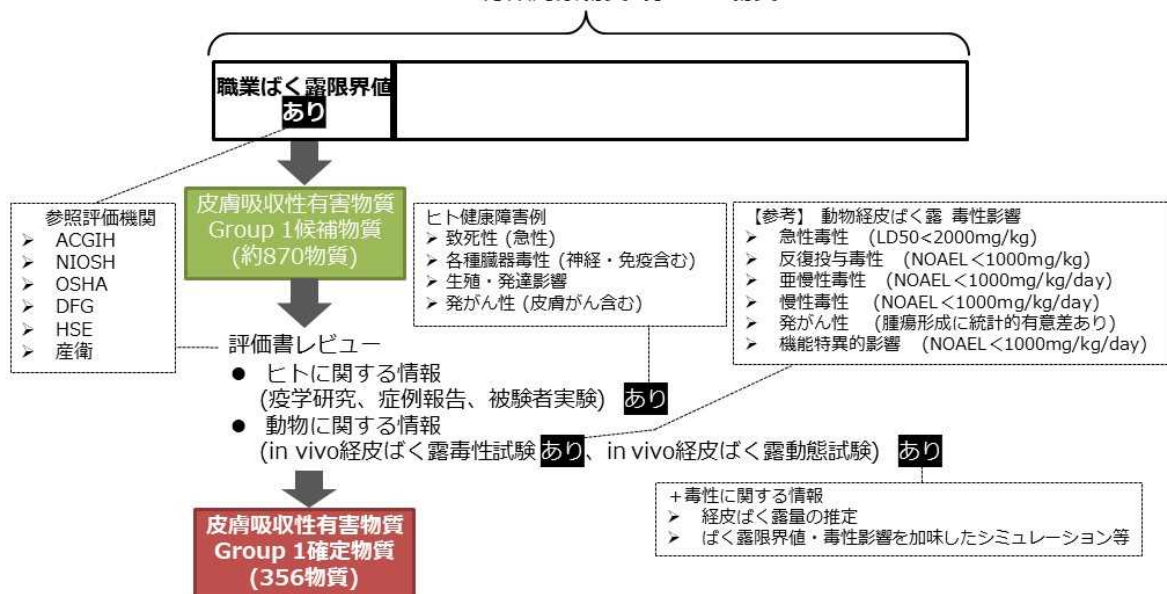 職業ばく露限界値
あり
皮膚吸収性有害物質
Group 1候補物質
(約870物質)
参照評価機関
➢ ACGIH
➢ NIOSH
➢ OSHA
➢ DFG
➢ HSE
➢ 産衛
ヒト健康障害例
➢ 致死性 (急性)
➢ 各種臓器毒性 (神経・免疫含む)
➢ 生殖・発達影響
➢ 発がん性 (皮膚がん含む)
【参考】 動物経皮ばく露 毒性影響
➢ 急性毒性 (LD50<2000mg/kg)
➢ 反復投与毒性 (NOAEL<1000mg/kg)
➢ 亜慢性毒性 (NOAEL<1000mg/kg/day)
➢ 慢性毒性 (NOAEL<1000mg/kg/day)
➢ 発がん性 (腫瘍形成に統計的有意差あり)
➢ 機能特異的影響 (NOAEL<1000mg/kg/day)
評価書レビュー
● ヒトに関する情報
(疫学研究、症例報告、被験者実験) あり
● 動物に関する情報
(in vivo経皮ばく露毒性試験 あり、in vivo経皮ばく露動態試験) あり
+毒性に関する情報
➢ 経皮ばく露量の推定
➢ ばく露限界値・毒性影響を加味したシミュレーション等
皮膚吸収性有害物質
Group 1確定物質
(356物質)